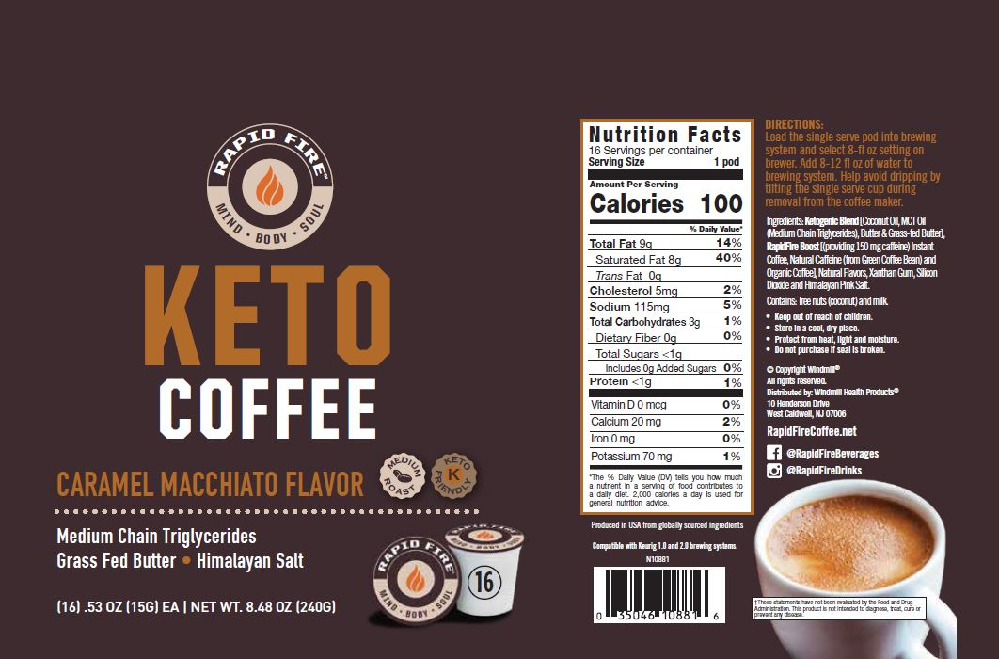 RAPID FIRE™
MIND • BODY • SOUL
KETO
COFFEE
CARAMEL MACCHIATO FLAVOR
MEDIUM
ROAST
KETO
K
FRIENDLY
Medium Chain Triglycerides
Grass Fed Butter • Himalayan Salt
(16) .53 OZ (15G) EA | NET WT. 8.48 OZ (240G)
RAPID FIRE
MIND • BODY • SOUL
RAPID FIRE
MIND • BODY • SOUL
16
Nutrition Facts
16 Servings per container
Serving Size 1 pod
Amount Per Serving
Calories 100
% Daily Value*
Total Fat 9g 14%
Saturated Fat 8g 40%
Trans Fat 0g
Cholesterol 5mg 2%
Sodium 115mg 5%
Total Carbohydrates 3g 1%
Dietary Fiber 0g 0%
Total Sugars <1g
Includes 0g Added Sugars 0%
Protein <1g 1%
Vitamin D 0 mcg 0%
Calcium 20 mg 2%
Iron 0 mg 0%
Potassium 70 mg 1%
*The % Daily Value (DV) tells you how much
a nutrient in a serving of food contributes to
a daily diet. 2,000 calories a day is used for
general nutrition advice.
Produced in USA from globally sourced ingredients
Compatible with Keurig 1.0 and 2.0 brewing systems.
N10881
0 35046 10881 6
DIRECTIONS:
Load the single serve pod into brewing
system and select 8-fl oz setting on
brewer. Add 8-12 fl oz of water to
brewing system. Help avoid dripping by
tilting the single serve cup during
removal from the coffee maker.
Ingredients: Ketogenic Blend [Coconut Oil, MCT Oil
(Medium Chain Triglycerides), Butter & Grass-fed Butter],
RapidFire Boost [(providing 150 mg caffeine) Instant
Coffee, Natural Caffeine (from Green Coffee Bean) and
Organic Coffee], Natural Flavors, Xanthan Gum, Silicon
Dioxide and Himalayan Pink Salt.
Contains: Tree nuts (coconut) and milk.
• Keep out of reach of children.
• Store in a cool, dry place.
• Protect from heat, light and moisture.
• Do not purchase if seal is broken.
© Copyright Windmill®
All rights reserved.
Distributed by: Windmill Health Products®
10 Henderson Drive
West Caldwell, NJ 07006
RapidFireCoffee.net
@RapidFireBeverages
@RapidFireDrinks
†These statements have not been evaluated by the Food and Drug
Administration. This product is not intended to diagnose, treat, cure or
prevent any disease.